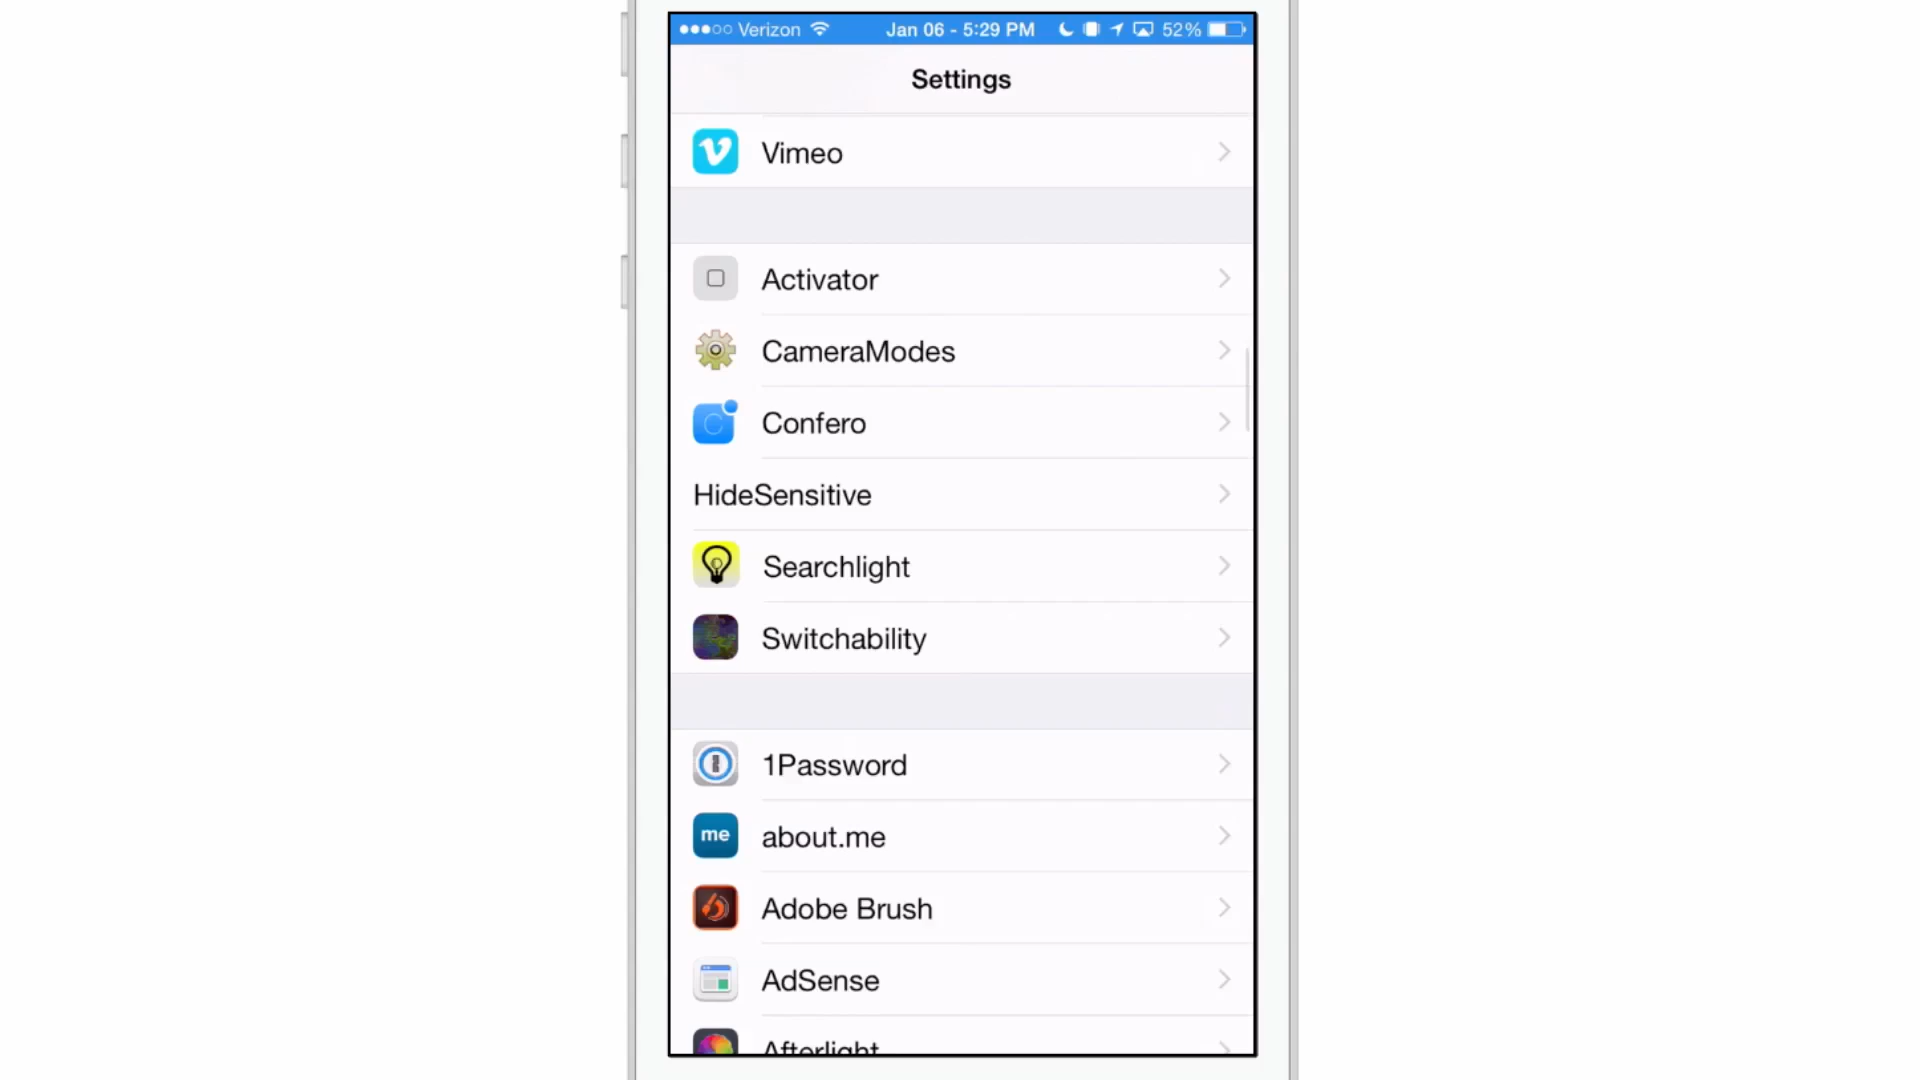 Verizon Jan 06 - 5:29 PM 52%
Settings
Vimeo
Activator
CameraModes
Confero
HideSensitive
Searchlight
Switchability
1Password
me about.me
Adobe Brush
AdSense
Afterlight